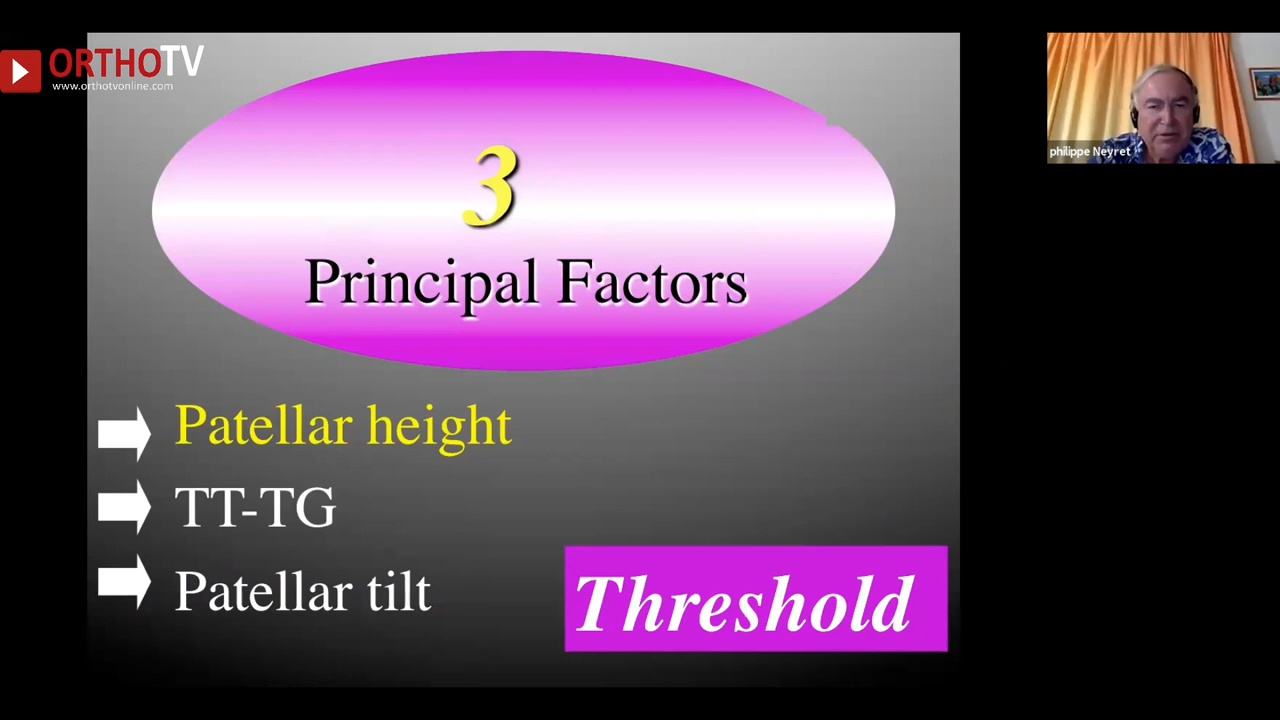 ORTHOTV
www.orthotvonline.com
philippe Neyret
3
Principal Factors
Patellar height
TT-TG
Patellar tilt
Threshold